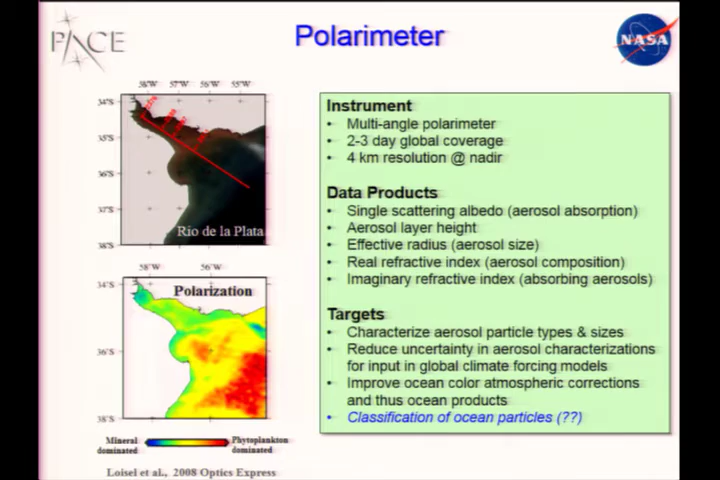 PACE
Polarimeter
NASA
58°W 57°W 56°W 55°W
34°S
35°S
36°S
37°S
38°S
Rio de la Plata
58°W 56°W
Polarization
34°S
36°S
38°S
Mineral dominated
Phytoplankton dominated
Loisel et al., 2008 Optics Express
Instrument
• Multi-angle polarimeter
• 2-3 day global coverage
• 4 km resolution @ nadir
Data Products
• Single scattering albedo (aerosol absorption)
• Aerosol layer height
• Effective radius (aerosol size)
• Real refractive index (aerosol composition)
• Imaginary refractive index (absorbing aerosols)
Targets
• Characterize aerosol particle types & sizes
• Reduce uncertainty in aerosol characterizations
for input in global climate forcing models
• Improve ocean color atmospheric corrections
and thus ocean products
• Classification of ocean particles (??)